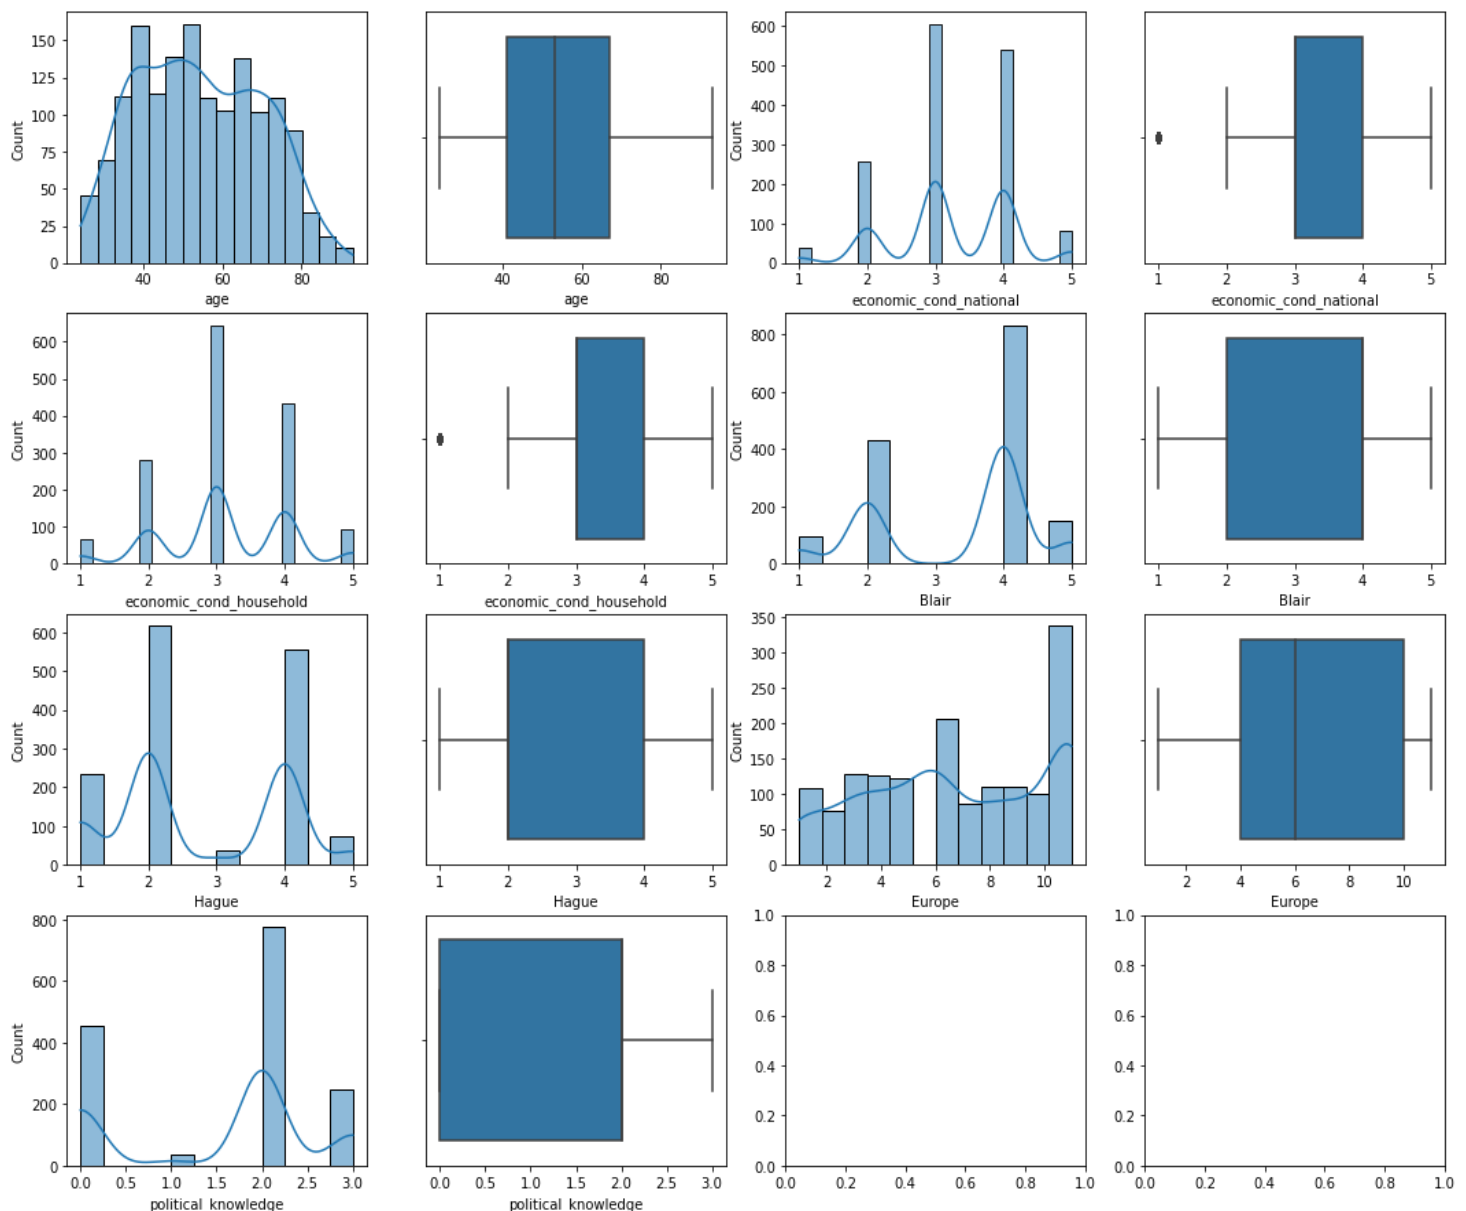 150
125
100
75
50
25
0
Count
40 60 80
age
40 60 80
age
600
500
400
300
200
100
0
Count
1 2 3 4 5
economic_cond_national
1 2 3 4 5
economic_cond_national
600
500
400
300
200
100
0
Count
1 2 3 4 5
economic_cond_household
1 2 3 4 5
economic_cond_household
800
600
400
200
0
Count
1 2 3 4 5
Blair
1 2 3 4 5
Blair
600
500
400
300
200
100
0
Count
1 2 3 4 5
Hague
1 2 3 4 5
Hague
350
300
250
200
150
100
50
0
Count
2 4 6 8 10
Europe
2 4 6 8 10
Europe
800
600
400
200
0
Count
0.0 0.5 1.0 1.5 2.0 2.5 3.0
political_knowledge
0.0 0.5 1.0 1.5 2.0 2.5 3.0
political_knowledge
1.0
0.8
0.6
0.4
0.2
0.0
0.0 0.2 0.4 0.6 0.8 1.0
1.0
0.8
0.6
0.4
0.2
0.0
0.0 0.2 0.4 0.6 0.8 1.0